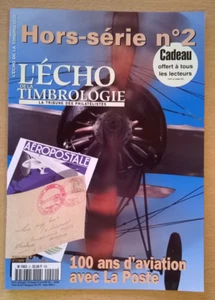 Hors-série n°2
Cadeau
offert à tous
les lecteurs
L'ÉCHO
DE LA
TIMBROLOGIE
LA TRIBUNE DES PHILATÉLISTES
AEROPOSTALE
100 ans d'aviation
avec La Poste